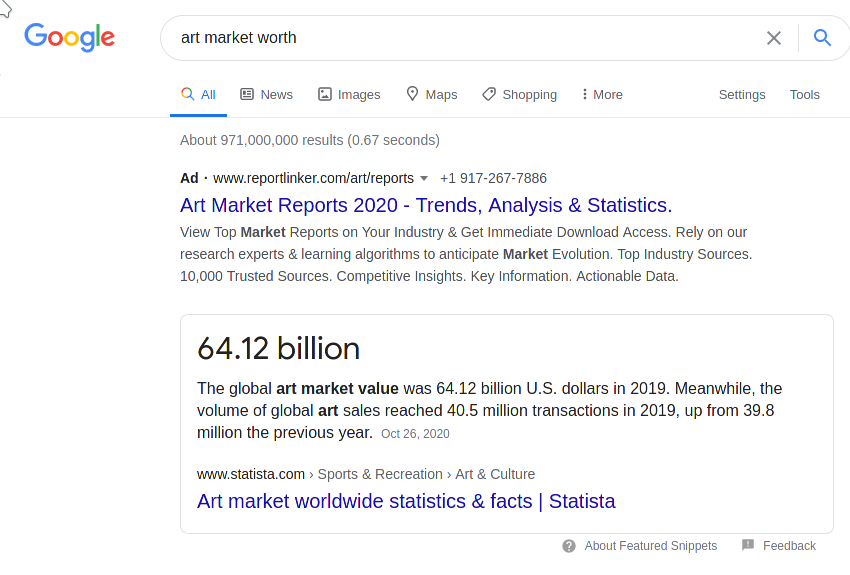 Google
art market worth
All News Images Maps Shopping More Settings Tools
About 971,000,000 results (0.67 seconds)
Ad · www.reportlinker.com/art/reports +1 917-267-7886
Art Market Reports 2020 - Trends, Analysis & Statistics.
View Top Market Reports on Your Industry & Get Immediate Download Access. Rely on our
research experts & learning algorithms to anticipate Market Evolution. Top Industry Sources.
10,000 Trusted Sources. Competitive Insights. Key Information. Actionable Data.
64.12 billion
The global art market value was 64.12 billion U.S. dollars in 2019. Meanwhile, the
volume of global art sales reached 40.5 million transactions in 2019, up from 39.8
million the previous year. Oct 26, 2020
www.statista.com › Sports & Recreation › Art & Culture
Art market worldwide statistics & facts | Statista
About Featured Snippets Feedback